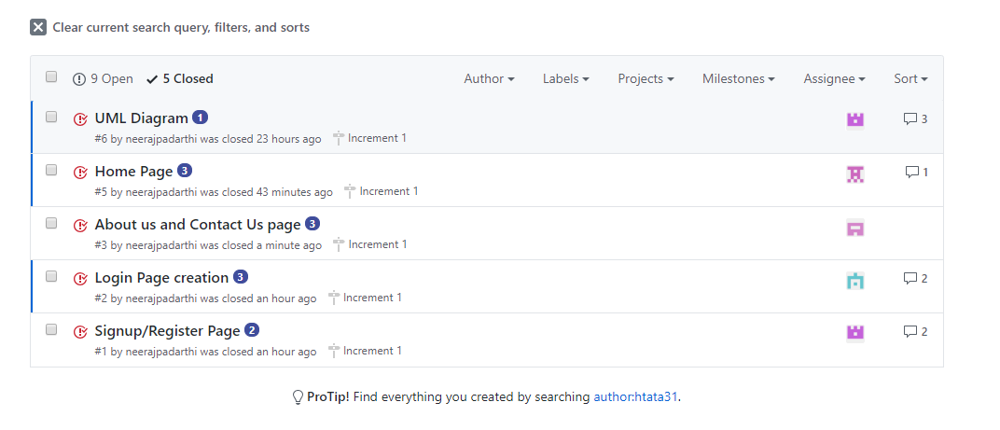 Clear current search query, filters, and sorts
9 Open 5 Closed Author Labels Projects Milestones Assignee Sort
UML Diagram 1 3
#6 by neerajpadarthi was closed 23 hours ago Increment 1
Home Page 3 1
#5 by neerajpadarthi was closed 43 minutes ago Increment 1
About us and Contact Us page 3
#3 by neerajpadarthi was closed a minute ago Increment 1
Login Page creation 3 2
#2 by neerajpadarthi was closed an hour ago Increment 1
Signup/Register Page 2 2
#1 by neerajpadarthi was closed an hour ago Increment 1
ProTip! Find everything you created by searching author:htata31.